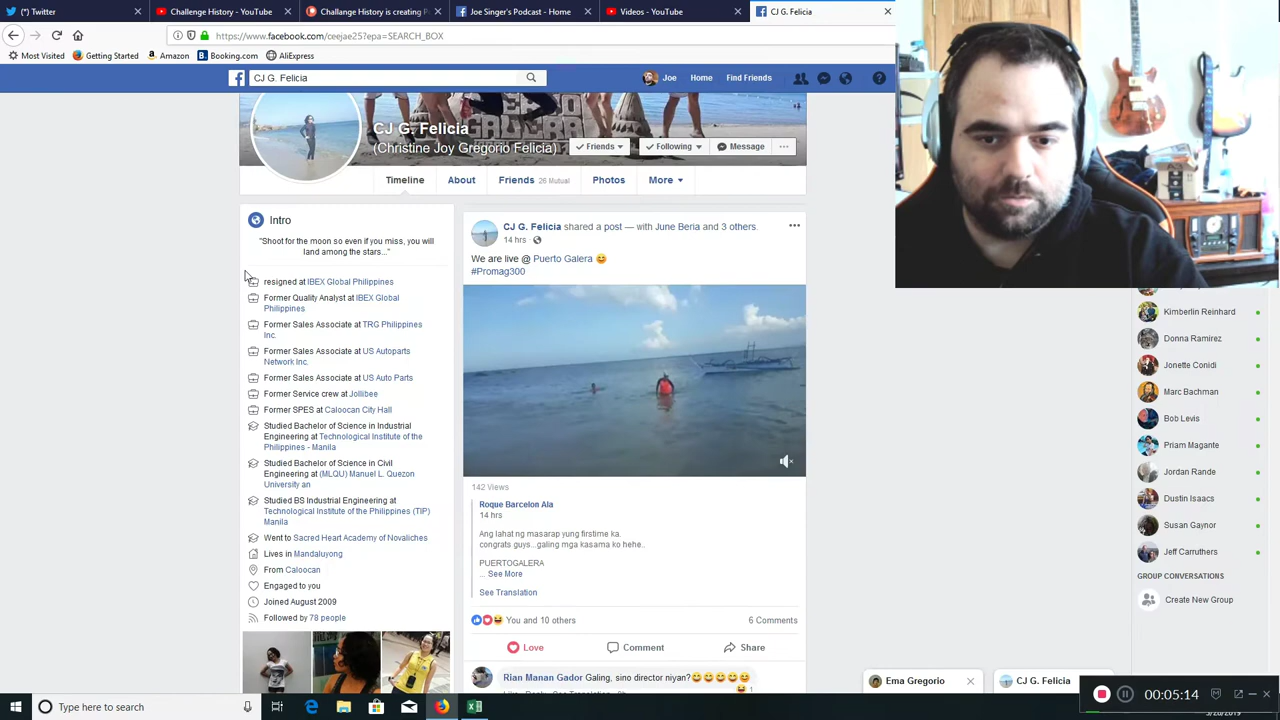 (*) Twitter
Challenge History - YouTube
Challange History is creating P
Joe Singer's Podcast - Home
Videos - YouTube
CJ G. Felicia
https://www.facebook.com/ceejae25?epa=SEARCH_BOX
Most Visited
Getting Started
Amazon
Booking.com
AliExpress
CJ G. Felicia
Joe
Home
Find Friends
CJ G. Felicia
(Christine Joy Gregorio Felicia)
Friends
Following
Message
Timeline
About
Friends 26 Mutual
Photos
More
Intro
"Shoot for the moon so even if you miss, you will
land among the stars..."
resigned at IBEX Global Philippines
Former Quality Analyst at IBEX Global
Philippines
Former Sales Associate at TRG Philippines
Inc.
Former Sales Associate at US Autoparts
Network Inc.
Former Sales Associate at US Auto Parts
Former Service crew at Jollibee
Former SPES at Caloocan City Hall
Studied Bachelor of Science in Industrial
Engineering at Technological Institute of the
Philippines - Manila
Studied Bachelor of Science in Civil
Engineering at (MLQU) Manuel L. Quezon
University an
Studied BS Industrial Engineering at
Technological Institute of the Philippines (TIP)
Manila
Went to Sacred Heart Academy of Novaliches
Lives in Mandaluyong
From Caloocan
Engaged to you
Joined August 2009
Followed by 78 people
CJ G. Felicia shared a post — with June Beria and 3 others.
14 hrs
We are live @ Puerto Galera
#Promag300
142 Views
Roque Barcelon Ala
14 hrs
Ang lahat ng masarap yung firstime ka.
congrats guys...galing mga kasama ko hehe..
PUERTOGALERA
... See More
See Translation
You and 10 others
6 Comments
Love
Comment
Share
Rian Manan Gador Galing, sino director niyan?
1
Kimberlin Reinhard
Donna Ramirez
Jonette Conidi
Marc Bachman
Bob Levis
Priam Magante
Jordan Rande
Dustin Isaacs
Susan Gaynor
Jeff Carruthers
GROUP CONVERSATIONS
Create New Group
Ema Gregorio
CJ G. Felicia
00:05:14
Type here to search